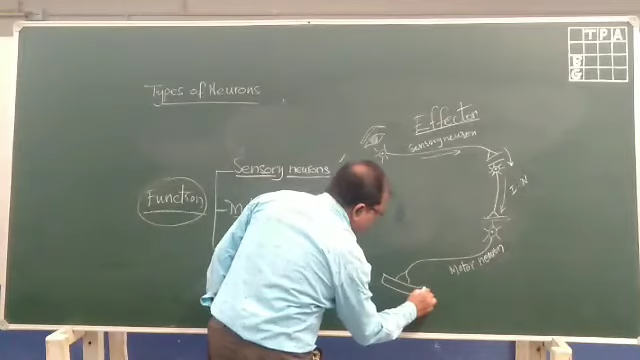 Types of Neurons
T P A
B
G
Effector
Sensory neuron
Sensory neurons
I.N
Function
Motor neuron